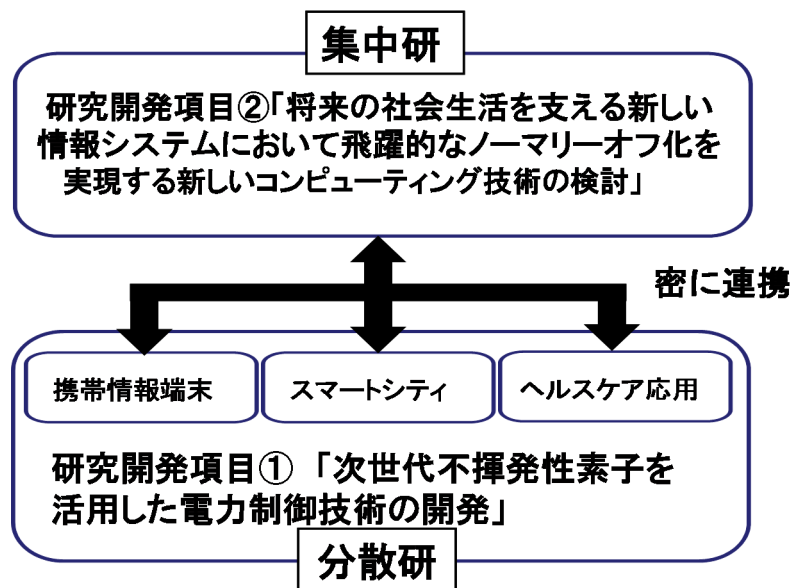 集中研
研究開発項目②「将来の社会生活を支える新しい
情報システムにおいて飛躍的なノーマリーオフ化を
実現する新しいコンピューティング技術の検討」
密に連携
携帯情報端末
スマートシティ
ヘルスケア応用
研究開発項目① 「次世代不揮発性素子を
活用した電力制御技術の開発」
分散研